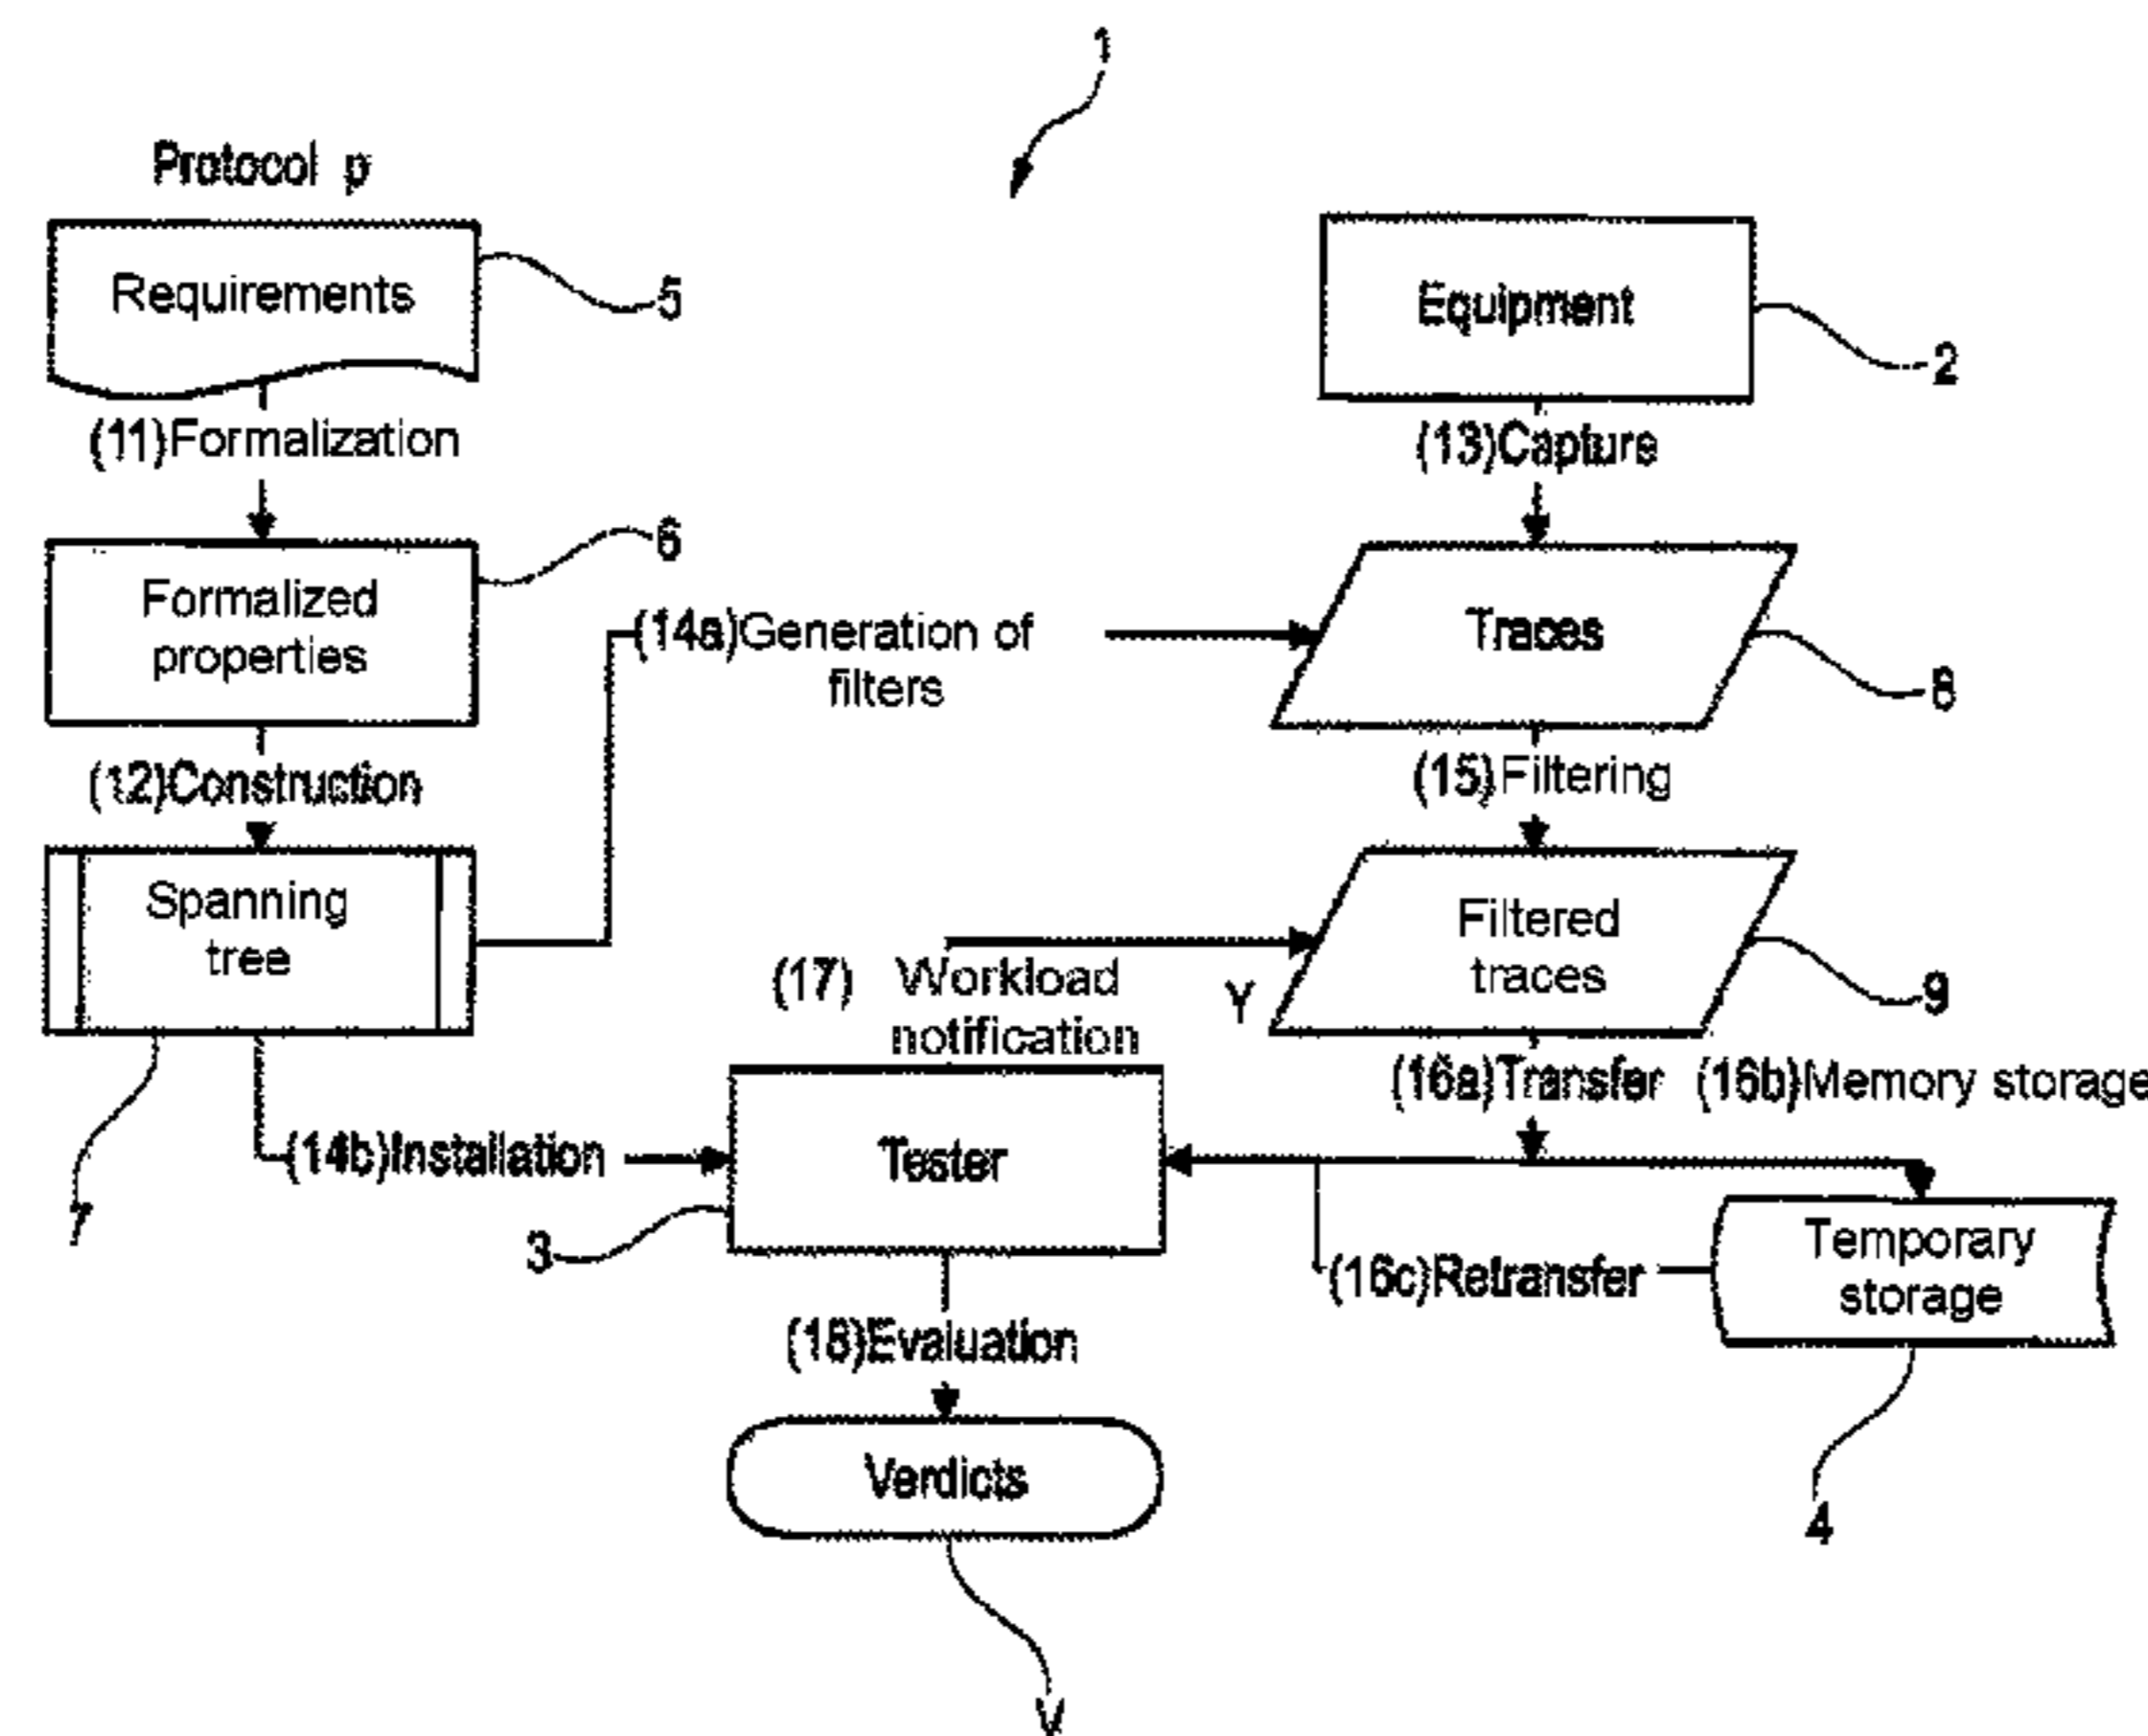 1
Protocol p
Requirements
5
Equipment
2
(11)Formalization
(13)Capture
Formalized
properties
6
(14a)Generation of
filters
Traces
8
(12)Construction
(15)Filtering
Spanning
tree
7
(17) Workload
notification
Y
Filtered
traces
9
(16a)Transfer
(16b)Memory storage
(14b)Installation
Tester
3
(16c)Retransfer
Temporary
storage
4
(18)Evaluation
Verdicts
V